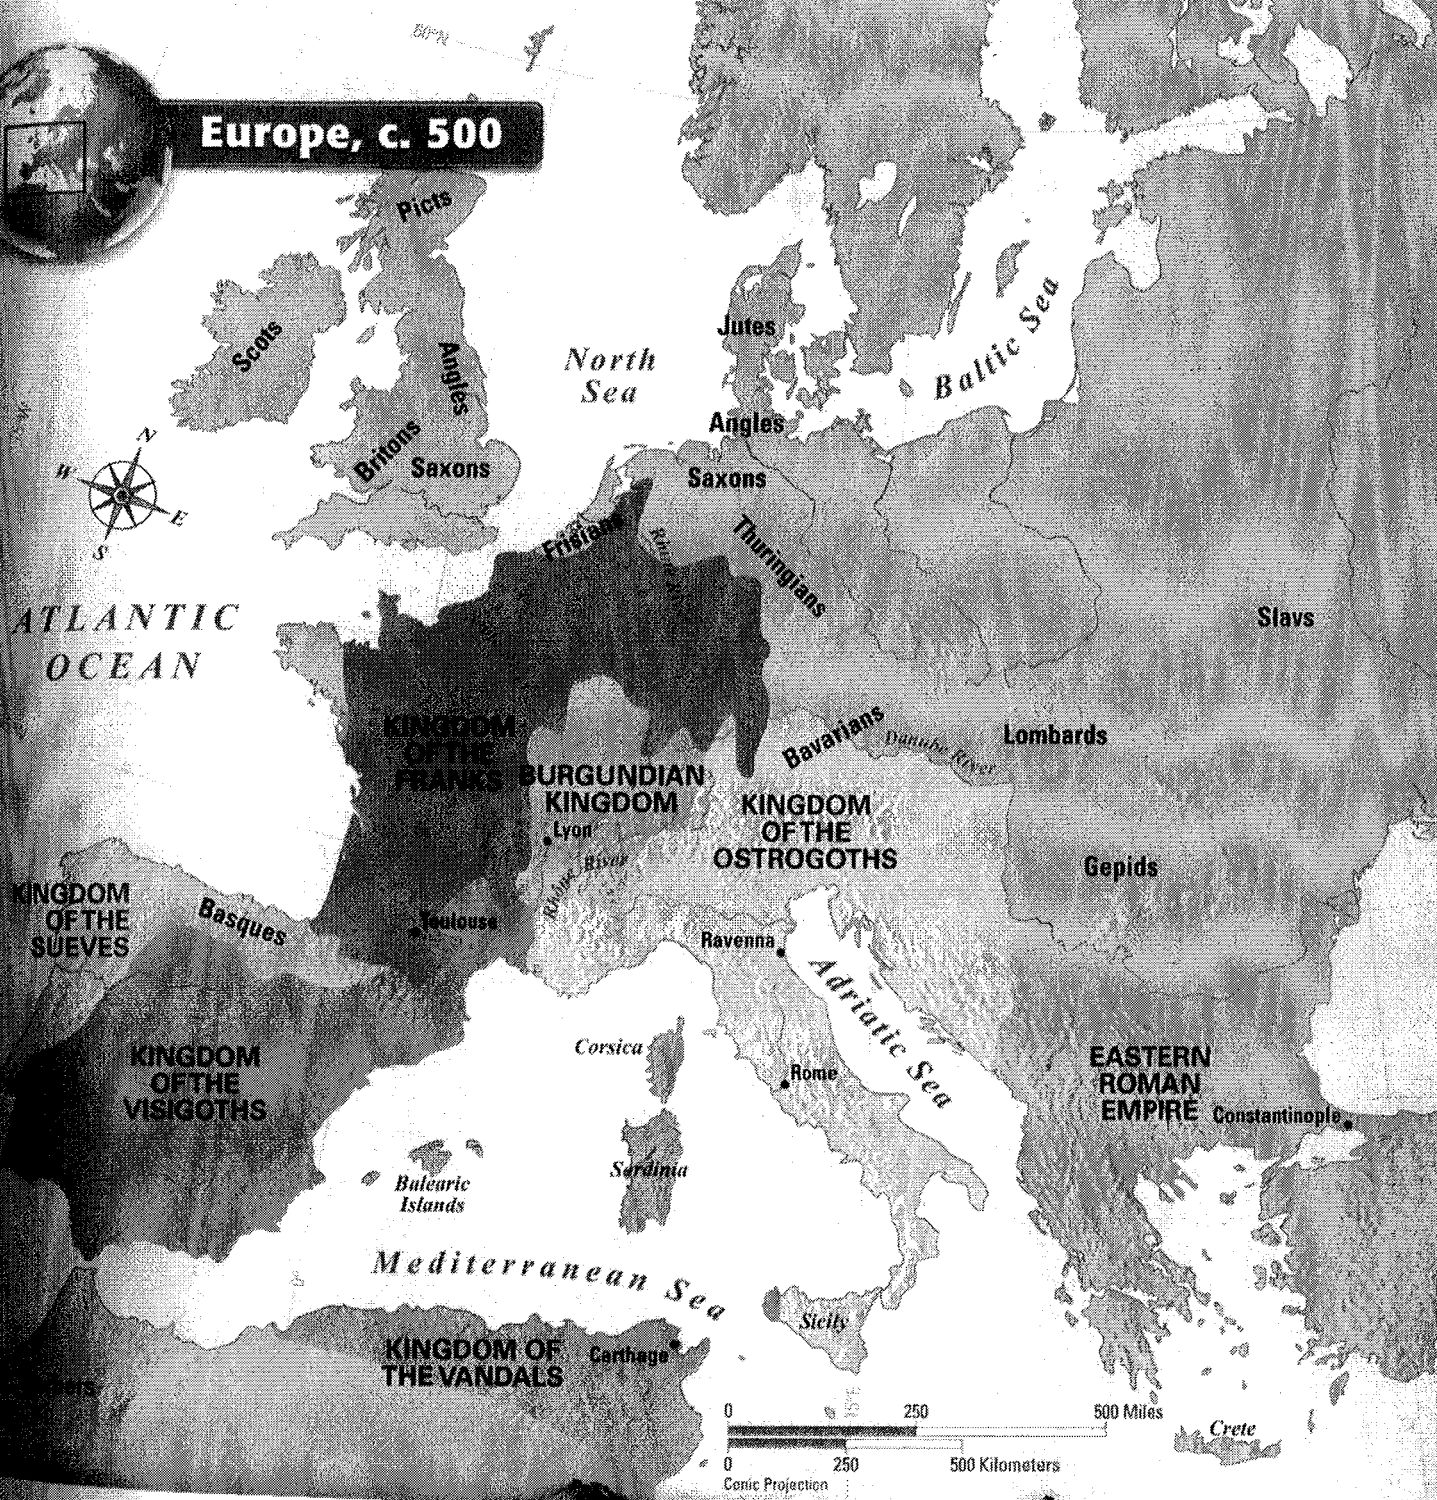 60°N
Europe, c. 500
Picts
Scots
Angles
Britons
Saxons
North
Sea
Jutes
Angles
Saxons
Baltic Sea
N
W
E
S
ATLANTIC
OCEAN
Frisians
Thuringians
Slavs
KINGDOM
OF THE
FRANKS
BURGUNDIAN
KINGDOM
Lyon
Rhône River
Bavarians
Danube River
Lombards
KINGDOM
OF THE
OSTROGOTHS
Gepids
KINGDOM
OF THE
SUEVES
Basques
Toulouse
Ravenna
Adriatic Sea
KINGDOM
OF THE
VISIGOTHS
Corsica
Rome
EASTERN
ROMAN
EMPIRE
Constantinople
Balearic
Islands
Sardinia
Mediterranean Sea
Sicily
KINGDOM OF
THE VANDALS
Carthage
0 250 500 Miles
0 250 500 Kilometers
Conic Projection
Crete